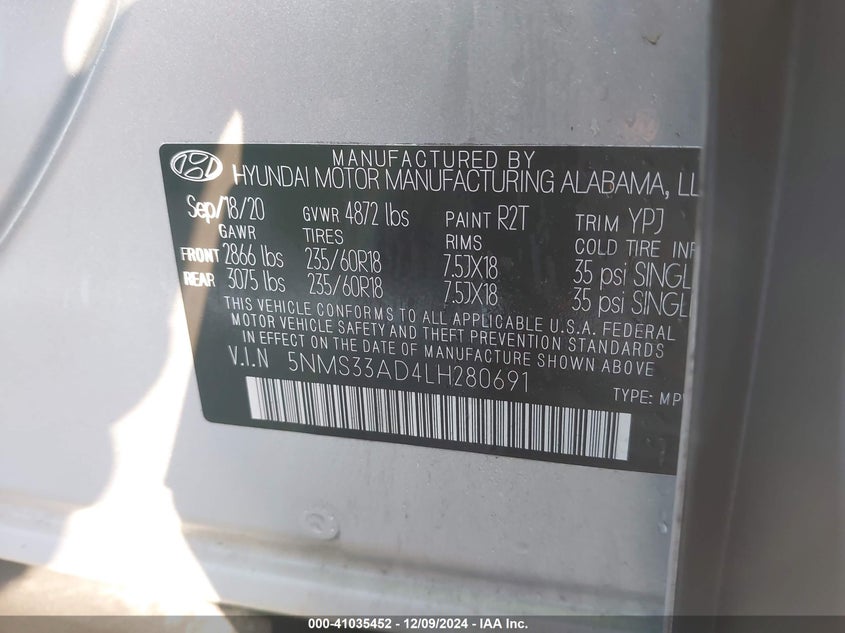 MANUFACTURED BY
HYUNDAI MOTOR MANUFACTURING ALABAMA, LL
Sep/18/20 GVWR 4872 lbs PAINT R2T TRIM YPJ
GAWR TIRES RIMS COLD TIRE INF
FRONT 2866 lbs 235/60R18 7.5JX18 35 psi SINGL
REAR 3075 lbs 235/60R18 7.5JX18 35 psi SINGL
THIS VEHICLE CONFORMS TO ALL APPLICABLE U.S.A. FEDERAL
MOTOR VEHICLE SAFETY AND THEFT PREVENTION STANDARDS
IN EFFECT ON THE DATE OF MANUFACTURE SHOWN ABOVE
V.I.N 5NMS33AD4LH280691
TYPE: MP
000-41035452 - 12/09/2024 - IAA Inc.